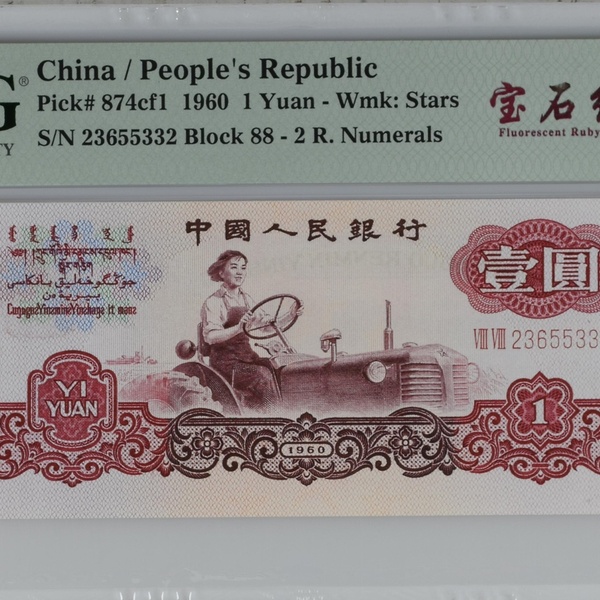 G ®
TY
China / People's Republic
Pick# 874cf1 1960 1 Yuan - Wmk: Stars
S/N 23655332 Block 88 - 2 R. Numerals
宝石
Fluorescent Ruby
中國人民銀行
YI
YUAN
壹圓
VIII VIII 2365533
1
1960